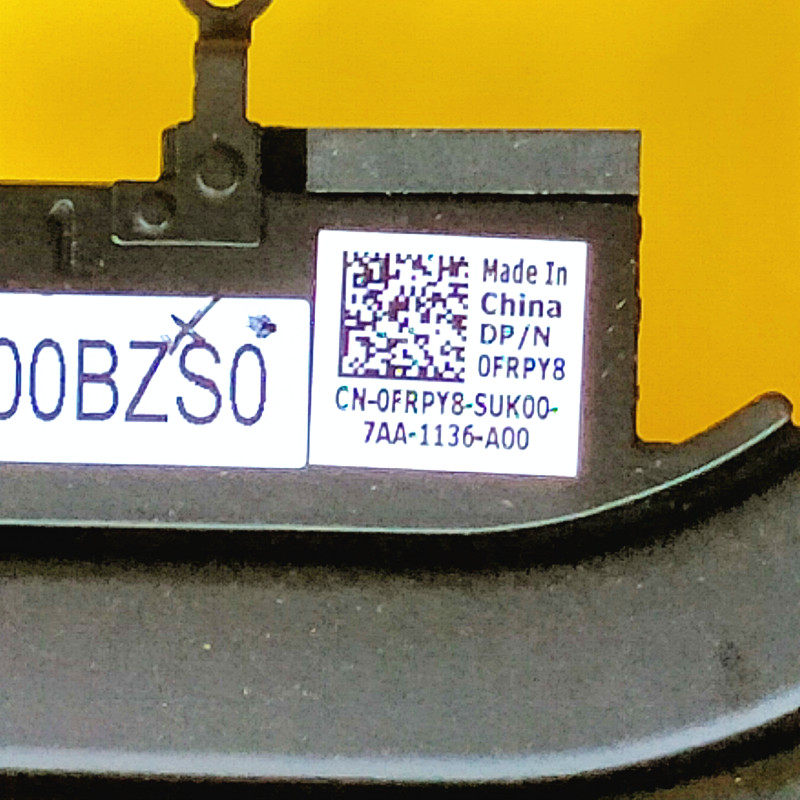 00BZS0
Made In
China
DP/N
0FRPY8
CN-0FRPY8-SUK00-
7AA-1136-A00